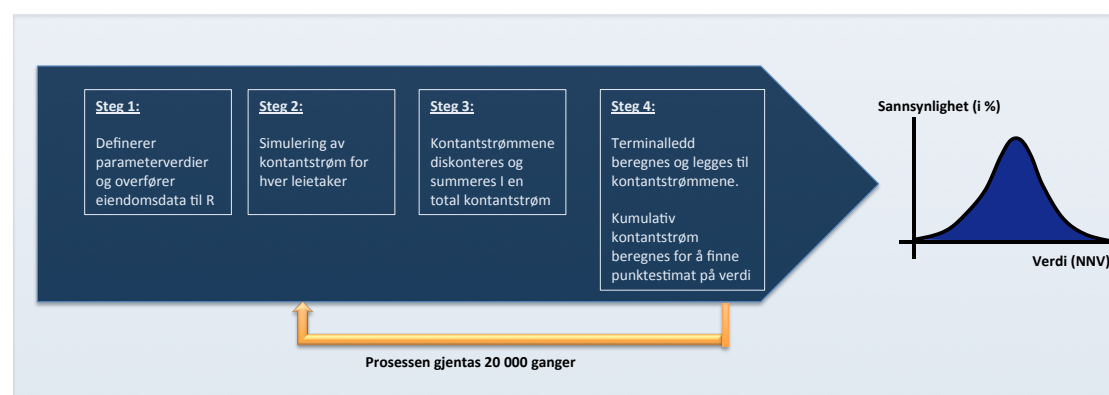 Steg 1:
Definerer
parameterverdier
og overfører
eiendomsdata til R
Steg 2:
Simulering av
kontantstrøm for
hver leietaker
Steg 3:
Kontantstrømmene
diskonteres og
summeres I en
total kontantstrøm
Steg 4:
Terminalledd
beregnes og legges til
kontantstrømmene.
Kumulativ
kontantstrøm
beregnes for å finne
punktestimat på verdi
Sannsynlighet (i %)
Verdi (NNV)
Prosessen gjentas 20 000 ganger